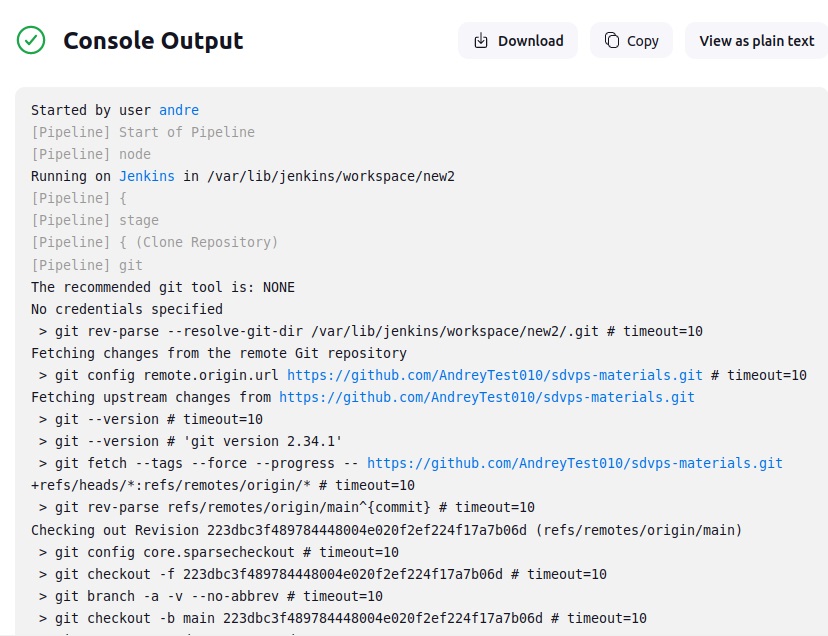 Console Output
Download
Copy
View as plain text
Started by user andre
[Pipeline] Start of Pipeline
[Pipeline] node
Running on Jenkins in /var/lib/jenkins/workspace/new2
[Pipeline] {
[Pipeline] stage
[Pipeline] { (Clone Repository)
[Pipeline] git
The recommended git tool is: NONE
No credentials specified
 > git rev-parse --resolve-git-dir /var/lib/jenkins/workspace/new2/.git # timeout=10
Fetching changes from the remote Git repository
 > git config remote.origin.url https://github.com/AndreyTest010/sdvps-materials.git # timeout=10
Fetching upstream changes from https://github.com/AndreyTest010/sdvps-materials.git
 > git --version # timeout=10
 > git --version # 'git version 2.34.1'
 > git fetch --tags --force --progress -- https://github.com/AndreyTest010/sdvps-materials.git
+refs/heads/*:refs/remotes/origin/* # timeout=10
 > git rev-parse refs/remotes/origin/main^{commit} # timeout=10
Checking out Revision 223dbc3f489784448004e020f2ef224f17a7b06d (refs/remotes/origin/main)
 > git config core.sparsecheckout # timeout=10
 > git checkout -f 223dbc3f489784448004e020f2ef224f17a7b06d # timeout=10
 > git branch -a -v --no-abbrev # timeout=10
 > git checkout -b main 223dbc3f489784448004e020f2ef224f17a7b06d # timeout=10